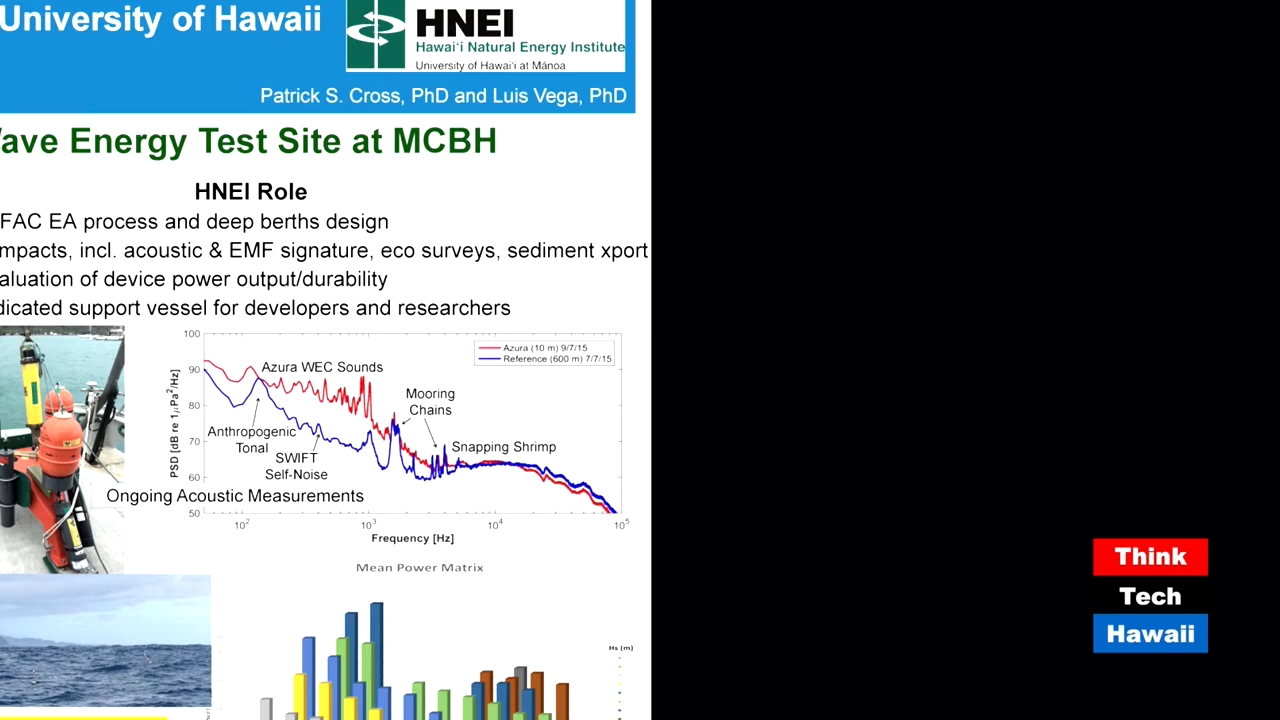 University of Hawaii
HNEI
Hawaiʻi Natural Energy Institute
University of Hawaiʻi at Mānoa
Patrick S. Cross, PhD and Luis Vega, PhD
ave Energy Test Site at MCBH
HNEI Role
FAC EA process and deep berths design
mpacts, incl. acoustic & EMF signature, eco surveys, sediment xport
aluation of device power output/durability
dicated support vessel for developers and researchers
100
90
80
70
60
50
PSD [dB re 1μPa²/Hz]
Azura (10 m) 9/7/15
Reference (600 m) 7/7/15
Azura WEC Sounds
Mooring
Chains
Anthropogenic
Tonal
SWIFT
Self-Noise
Snapping Shrimp
Ongoing Acoustic Measurements
10² 10³ 10⁴ 10⁵
Frequency [Hz]
Mean Power Matrix
Hs (m)
Think
Tech
Hawaii